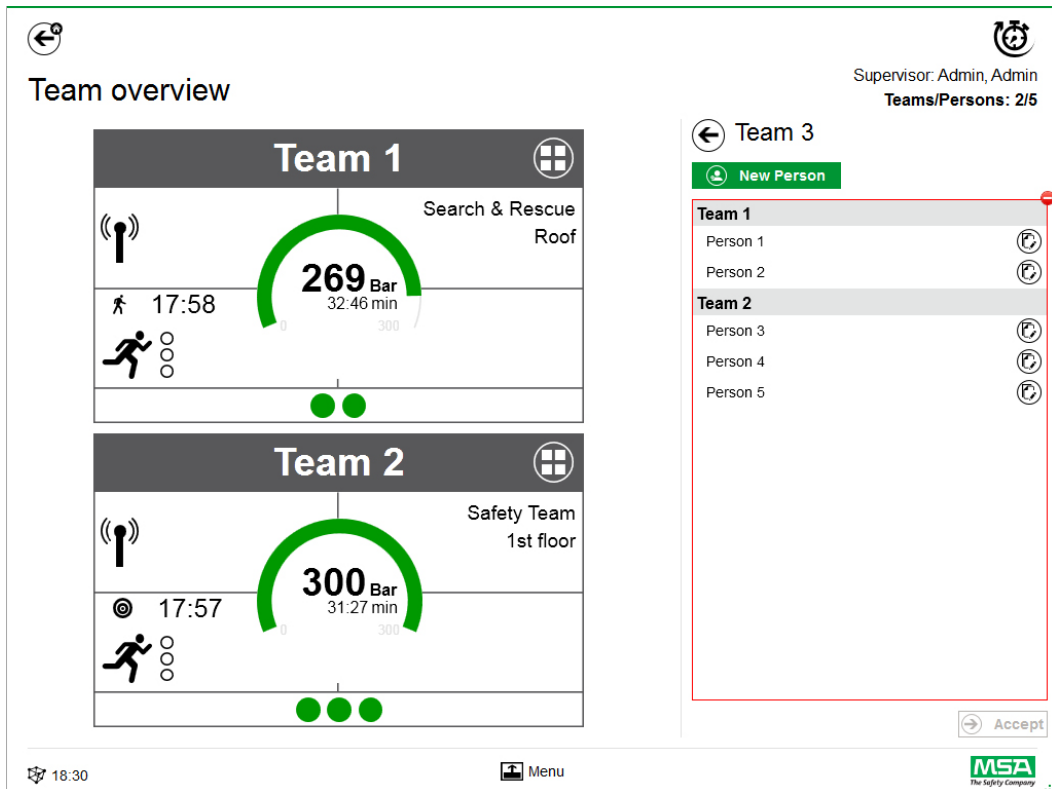 Team overview
Supervisor: Admin, Admin
Teams/Persons: 2/5
Team 1
Search & Rescue
Roof
269 Bar
32:46 min
0 300
17:58
Team 2
Safety Team
1st floor
300 Bar
31:27 min
0 300
17:57
Team 3
New Person
Team 1
Person 1
Person 2
Team 2
Person 3
Person 4
Person 5
Accept
18:30
Menu
MSA
The Safety Company